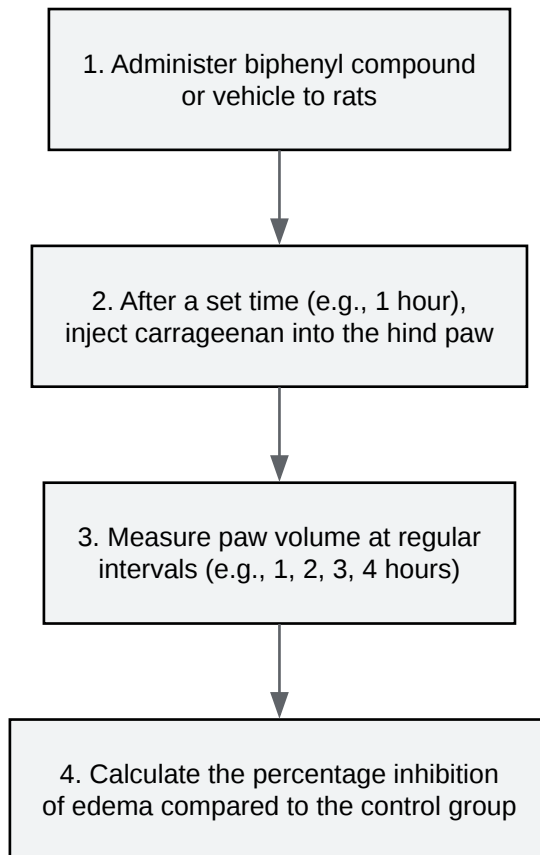 1. Administer biphenyl compound
or vehicle to rats
2. After a set time (e.g., 1 hour),
inject carrageenan into the hind paw
3. Measure paw volume at regular
intervals (e.g., 1, 2, 3, 4 hours)
4. Calculate the percentage inhibition
of edema compared to the control group